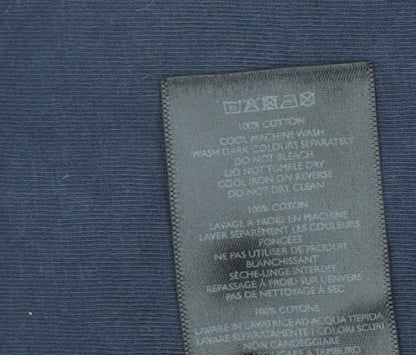 100% COTTON
COOL MACHINE WASH
WASH DARK COLOURS SEPARATELY
DO NOT BLEACH
DO NOT TUMBLE DRY
COOL IRON ON REVERSE
DO NOT DRY CLEAN
100% COTON
LAVAGE A FROID EN MACHINE
LAVER SÉPARÉMENT LES COULEURS
FONCÉES
NE PAS UTILISER DE PRODUIT
BLANCHISSANT
SÈCHE-LINGE INTERDIT
REPASSAGE À FROID SUR L'ENVERS
PAS DE NETTOYAGE À SEC
100% COTONE
LAVARE IN LAVATRICE AD ACQUA TIEPIDA
LAVARE SEPARATAMENTE I COLORI SCURI
NON CANDEGGIARE